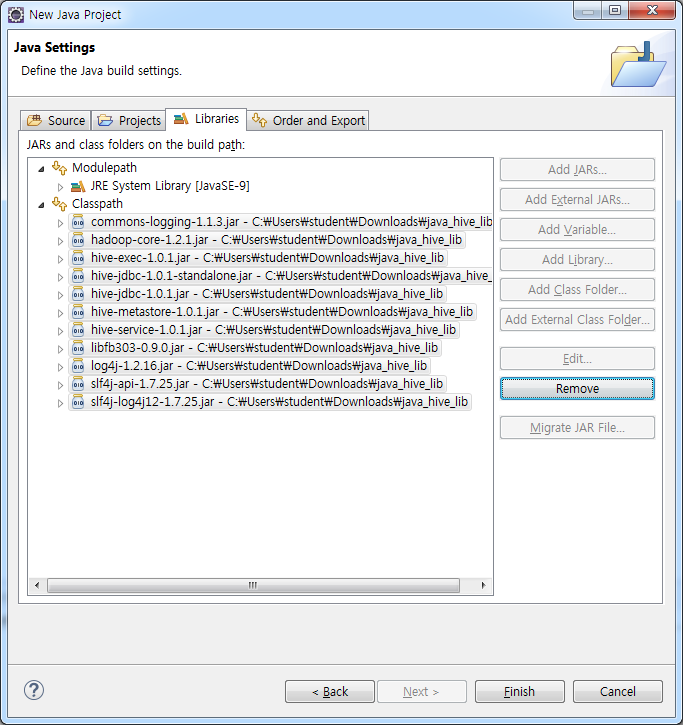 New Java Project
Java Settings
Define the Java build settings.
Source Projects Libraries Order and Export
JARs and class folders on the build path:
Modulepath
JRE System Library [JavaSE-9]
Classpath
commons-logging-1.1.3.jar - C:₩Users₩student₩Downloads₩java_hive_lib
hadoop-core-1.2.1.jar - C:₩Users₩student₩Downloads₩java_hive_lib
hive-exec-1.0.1.jar - C:₩Users₩student₩Downloads₩java_hive_lib
hive-jdbc-1.0.1-standalone.jar - C:₩Users₩student₩Downloads₩java_hive_
hive-jdbc-1.0.1.jar - C:₩Users₩student₩Downloads₩java_hive_lib
hive-metastore-1.0.1.jar - C:₩Users₩student₩Downloads₩java_hive_lib
hive-service-1.0.1.jar - C:₩Users₩student₩Downloads₩java_hive_lib
libfb303-0.9.0.jar - C:₩Users₩student₩Downloads₩java_hive_lib
log4j-1.2.16.jar - C:₩Users₩student₩Downloads₩java_hive_lib
slf4j-api-1.7.25.jar - C:₩Users₩student₩Downloads₩java_hive_lib
slf4j-log4j12-1.7.25.jar - C:₩Users₩student₩Downloads₩java_hive_lib
Add JARs...
Add External JARs...
Add Variable...
Add Library...
Add Class Folder...
Add External Class Folder...
Edit...
Remove
Migrate JAR File...
? < Back Next > Finish Cancel